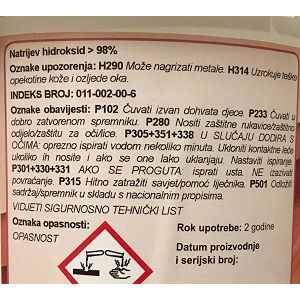 Natrijev hidroksid > 98%
Oznake upozorenja: H290 Može nagrizati metale. H314 Uzrokuje teške
opekotine kože i ozljede oka.
INDEKS BROJ: 011-002-00-6
Oznake obavijesti: P102 Čuvati izvan dohvata djece. P233 Čuvati u
dobro zatvorenom spremniku. P280 Nositi zaštitne rukavice/zaštitno
odijelo/zaštitu za oči/lice. P305+351+338 U SLUČAJU DODIRA S
OČIMA: oprezno ispirati vodom nekoliko minuta. Ukloniti kontaktne leće
ukoliko ih nosite i ako se one lako uklanjaju. Nastaviti ispiranje.
P301+330+331 AKO SE PROGUTA: isprati usta. NE izazivati
povraćanje. P315 Hitno zatražiti savjet/pomoć liječnika. P501 Odložiti
sadržaj/spremnik u skladu s nacionalnim propisima.
VIDJETI SIGURNOSNO TEHNIČKI LIST
Oznaka opasnosti:
OPASNOST
Rok upotrebe: 2 godine
Datum proizvodnje
i serijski broj: